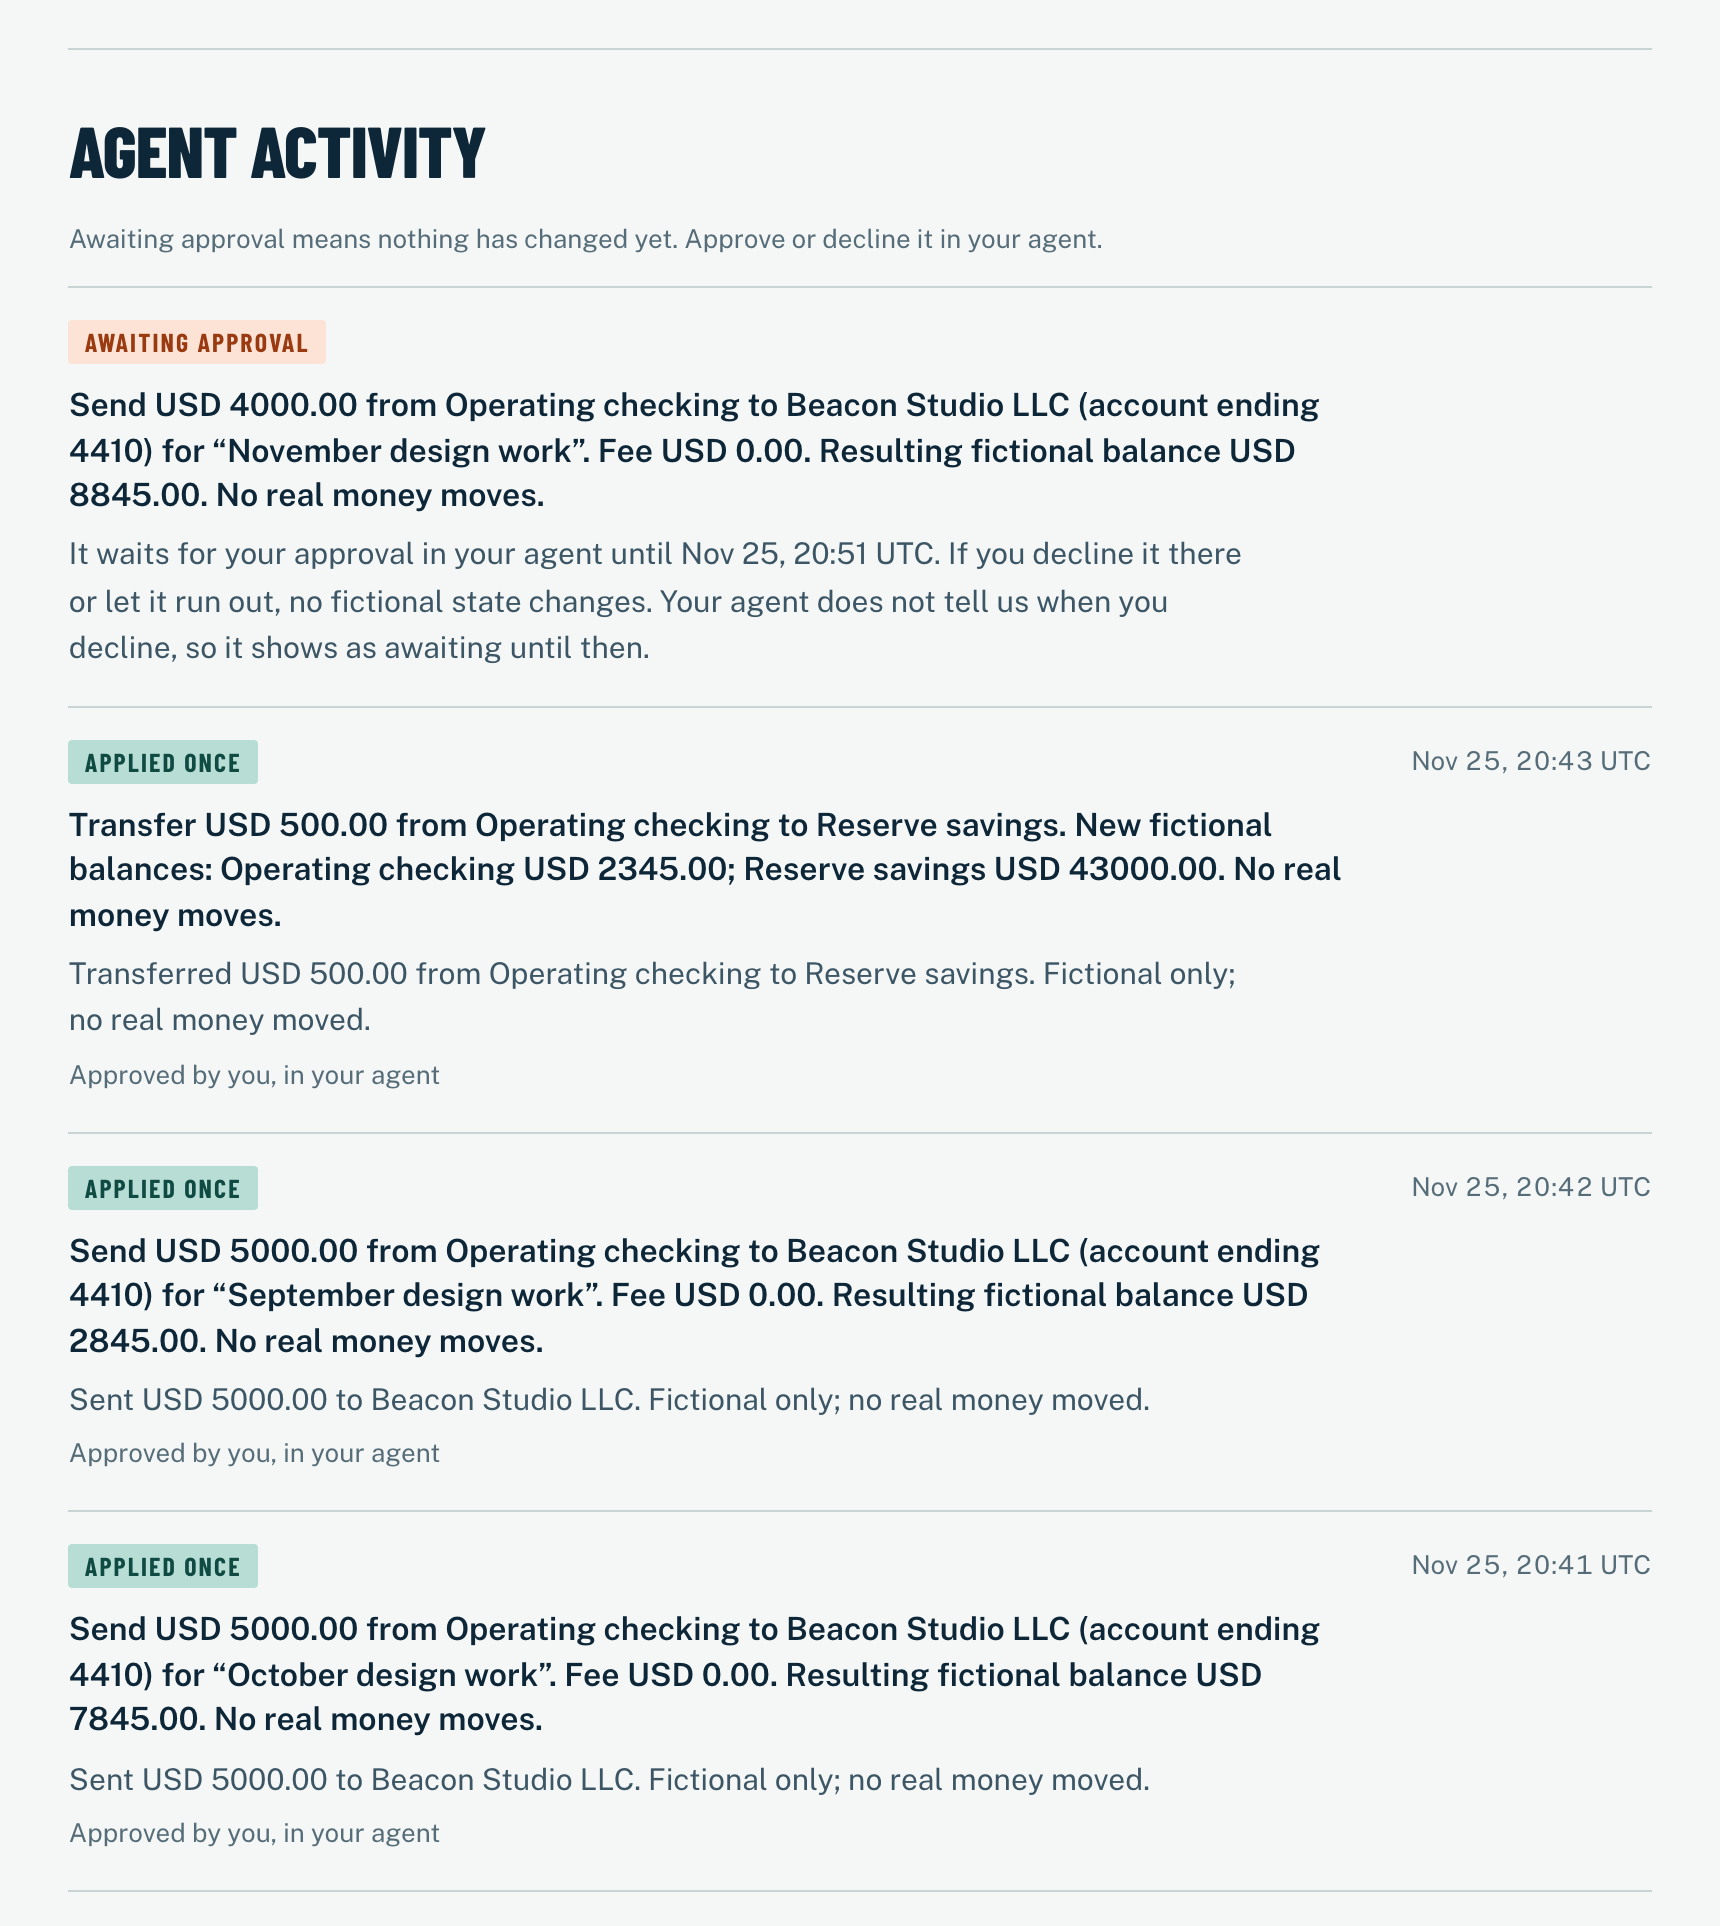 AGENT ACTIVITY
Awaiting approval means nothing has changed yet. Approve or decline it in your agent.
AWAITING APPROVAL
Send USD 4000.00 from Operating checking to Beacon Studio LLC (account ending
4410) for “November design work”. Fee USD 0.00. Resulting fictional balance USD
8845.00. No real money moves.
It waits for your approval in your agent until Nov 25, 20:51 UTC. If you decline it there
or let it run out, no fictional state changes. Your agent does not tell us when you
decline, so it shows as awaiting until then.
APPLIED ONCE
Nov 25, 20:43 UTC
Transfer USD 500.00 from Operating checking to Reserve savings. New fictional
balances: Operating checking USD 2345.00; Reserve savings USD 43000.00. No real
money moves.
Transferred USD 500.00 from Operating checking to Reserve savings. Fictional only;
no real money moved.
Approved by you, in your agent
APPLIED ONCE
Nov 25, 20:42 UTC
Send USD 5000.00 from Operating checking to Beacon Studio LLC (account ending
4410) for “September design work”. Fee USD 0.00. Resulting fictional balance USD
2845.00. No real money moves.
Sent USD 5000.00 to Beacon Studio LLC. Fictional only; no real money moved.
Approved by you, in your agent
APPLIED ONCE
Nov 25, 20:41 UTC
Send USD 5000.00 from Operating checking to Beacon Studio LLC (account ending
4410) for “October design work”. Fee USD 0.00. Resulting fictional balance USD
7845.00. No real money moves.
Sent USD 5000.00 to Beacon Studio LLC. Fictional only; no real money moved.
Approved by you, in your agent